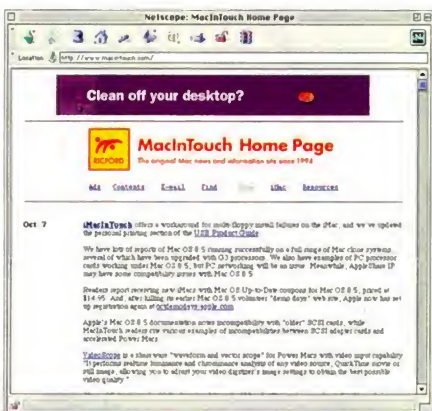 Netscape: MacInTouch Home Page
Location: http://www.macintouch.com/
Clean off your desktop?
RICFORD
MacInTouch Home Page
The original Mac news and information site since 1994
Ads Contents E-mail Find iMac Resources
Oct 7
iMacInTouch offers a workaround for multi-floppy install failures on the iMac, and we've updated
the personal printing section of the USB Product Guide
We have lots of reports of Mac OS 8.5 running successfully on a full range of Mac clone systems,
several of which have been upgraded with G3 processors. We also have examples of PC processor
cards working under Mac OS 8.5, but PC networking will be an issue. Meanwhile, AppleShare IP
may have some compatibility issues with Mac OS 8.5
Readers report receiving new iMacs with Mac OS Up-to-Date coupons for Mac OS 8.5, priced at
$14.95. And, after killing its earlier Mac OS 8.5 volunteer "demo days" web site, Apple now has set
up registration again at octdemodays.apple.com
Apple's Mac OS 8.5 documentation notes incompatibility with "older" SCSI cards, while
MacInTouch readers cite various examples of incompatibilities between SCSI adapter cards and
accelerated Power Macs
VideoScope is a shareware "waveform and vector scope" for Power Macs with video input capability
"It performs realtime luminance and chrominance analysis of any video source, QuickTime movie or
still image, allowing you to adjust your video digitizer's image settings to obtain the best possible
video quality."